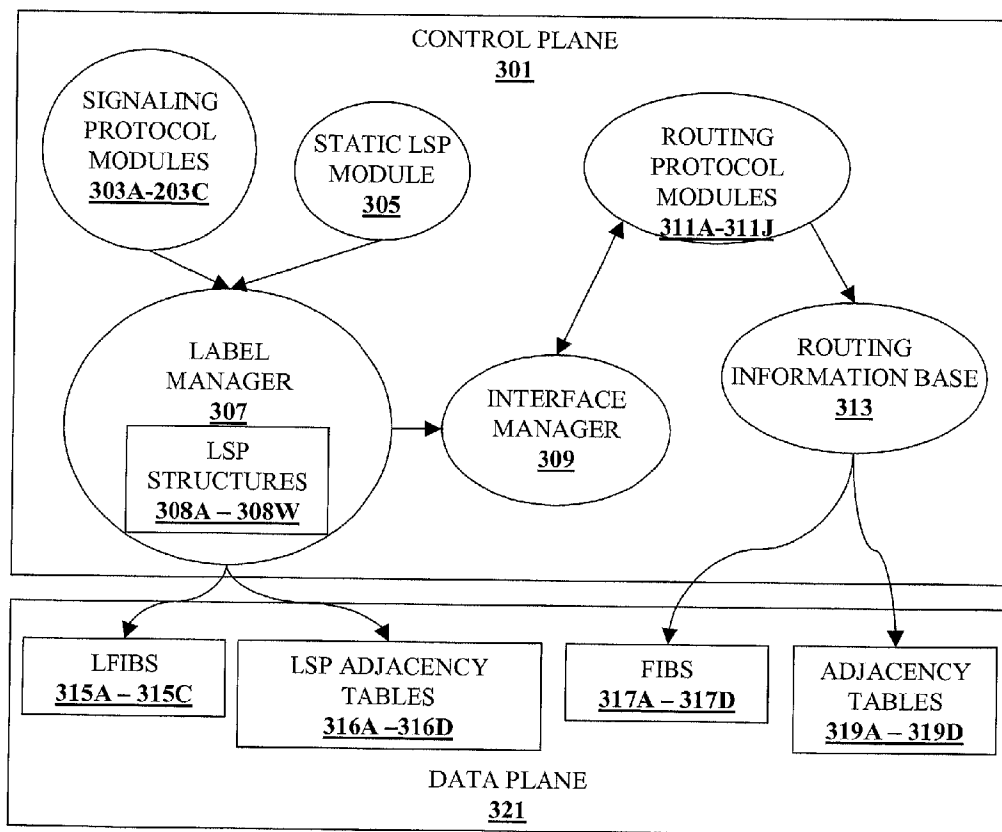 CONTROL PLANE
301
SIGNALING
PROTOCOL
MODULES
303A-203C
STATIC LSP
MODULE
305
ROUTING
PROTOCOL
MODULES
311A-311J
LABEL
MANAGER
307
LSP
STRUCTURES
308A – 308W
INTERFACE
MANAGER
309
ROUTING
INFORMATION BASE
313
LFIBS
315A – 315C
LSP ADJACENCY
TABLES
316A –316D
FIBS
317A – 317D
ADJACENCY
TABLES
319A – 319D
DATA PLANE
321